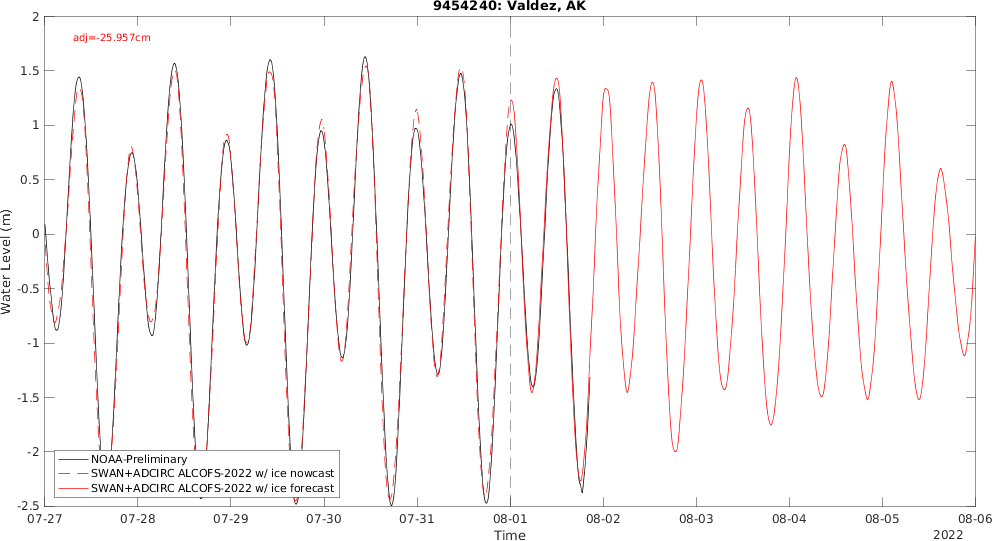 9454240: Valdez, AK
adj=-25.957cm
Water Level (m)
2
1.5
1
0.5
0
-0.5
-1
-1.5
-2
-2.5
NOAA-Preliminary
SWAN+ADCIRC ALCOFS-2022 w/ ice nowcast
SWAN+ADCIRC ALCOFS-2022 w/ ice forecast
07-27 07-28 07-29 07-30 07-31 08-01 08-02 08-03 08-04 08-05 08-06
Time
2022